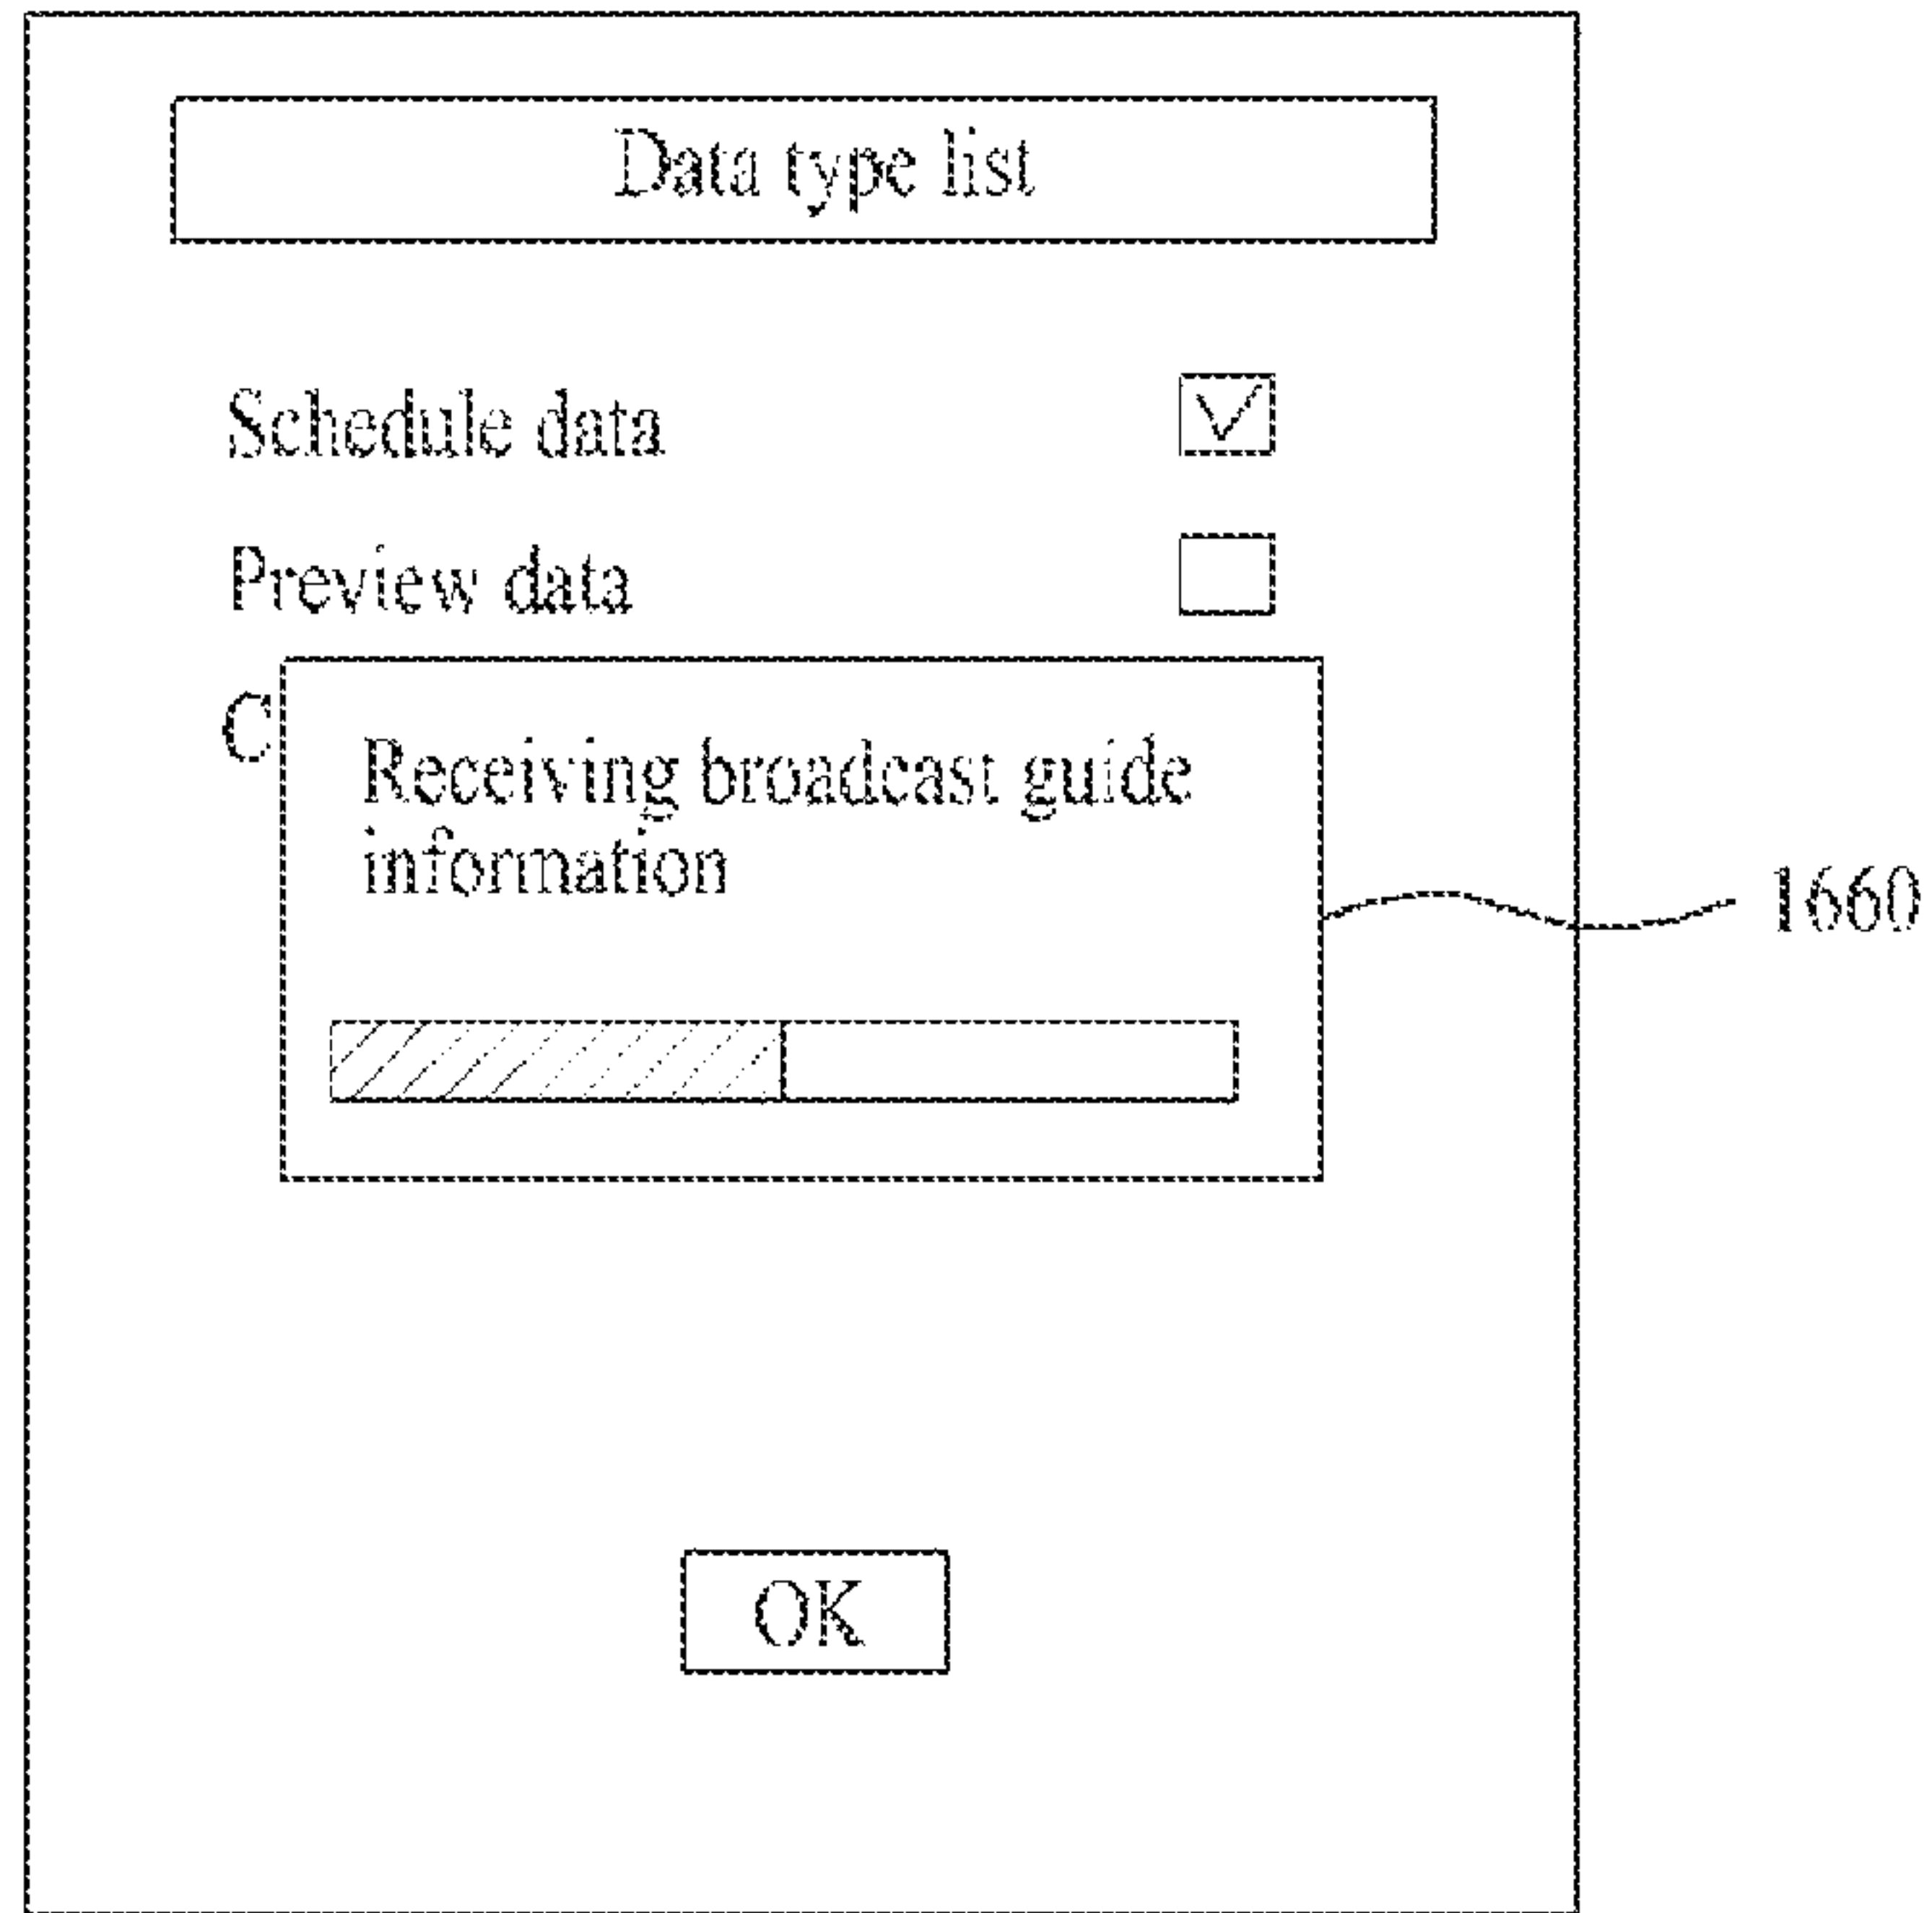 Data type list
Schedule data
Preview data
C
Receiving broadcast guide
information
1660
OK